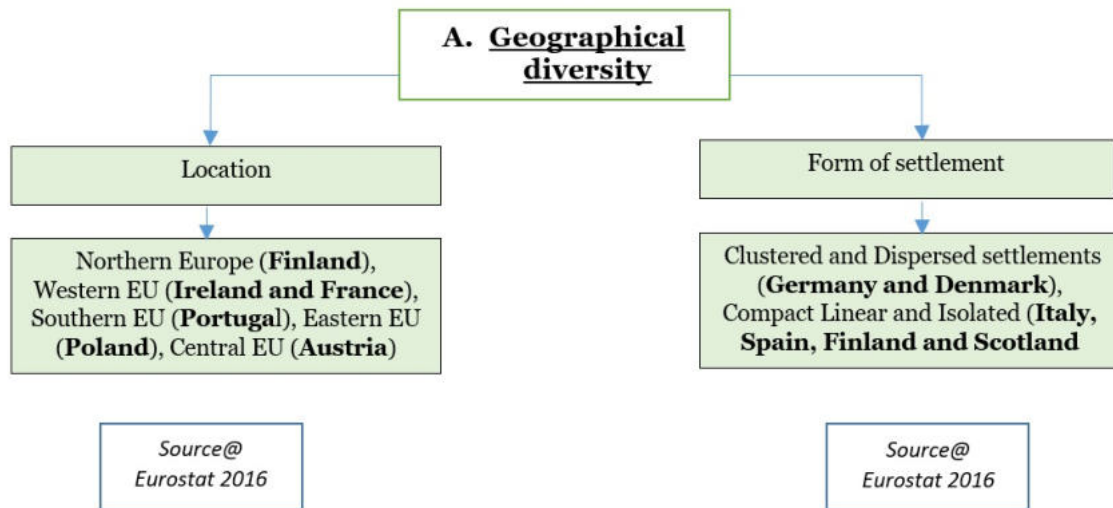 A. Geographical
diversity
Location
Northern Europe (Finland),
Western EU (Ireland and France),
Southern EU (Portugal), Eastern EU
(Poland), Central EU (Austria)
Source@
Eurostat 2016
Form of settlement
Clustered and Dispersed settlements
(Germany and Denmark),
Compact Linear and Isolated (Italy,
Spain, Finland and Scotland
Source@
Eurostat 2016